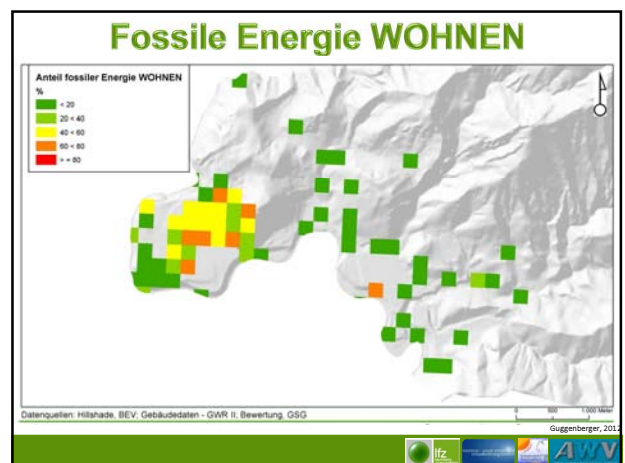 Fossile Energie WOHNEN
Anteil fossiler Energie WOHNEN
%
< 20
20 < 40
40 < 60
60 < 80
> = 80
Datenquellen: Hillshade, BEV; Gebäudedaten - GWR II; Bewertung, GSG
0 500 1.000 Meter
Guggenberger, 2012
lfz
AWV